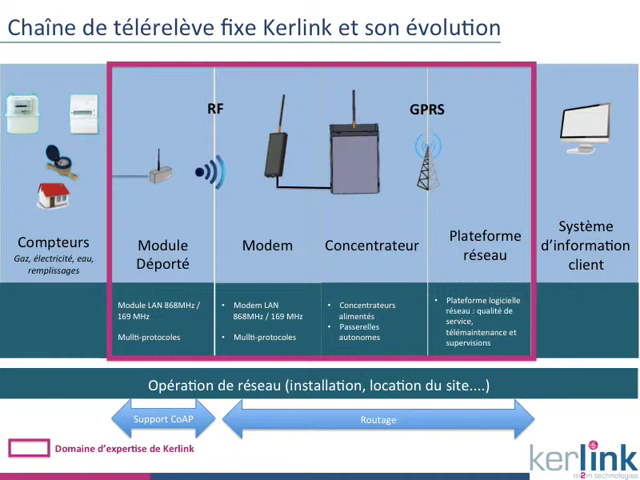 Chaîne de télérelève fixe Kerlink et son évolution
RF
GPRS
Compteurs
Gaz, électricité, eau,
remplissages
Module
Déporté
Modem
Concentrateur
Plateforme
réseau
Système
d'information
client
Module LAN 868MHz /
169 MHz
Mullti-protocoles
• Modem LAN
868MHz / 169 MHz
• Mullti-protocoles
• Concentrateurs
alimentés
• Passerelles
autonomes
• Plateforme logicielle
réseau : qualité de
service,
télémaintenance et
supervisions
Opération de réseau (installation, location du site....)
Support CoAP
Routage
Domaine d'expertise de Kerlink
kerlink
m2m technologies